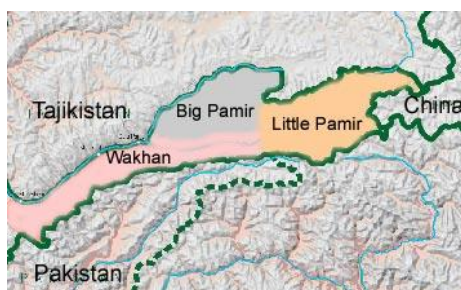 Tajikistan
Big Pamir
Little Pamir
China
Wakhan
Pakistan